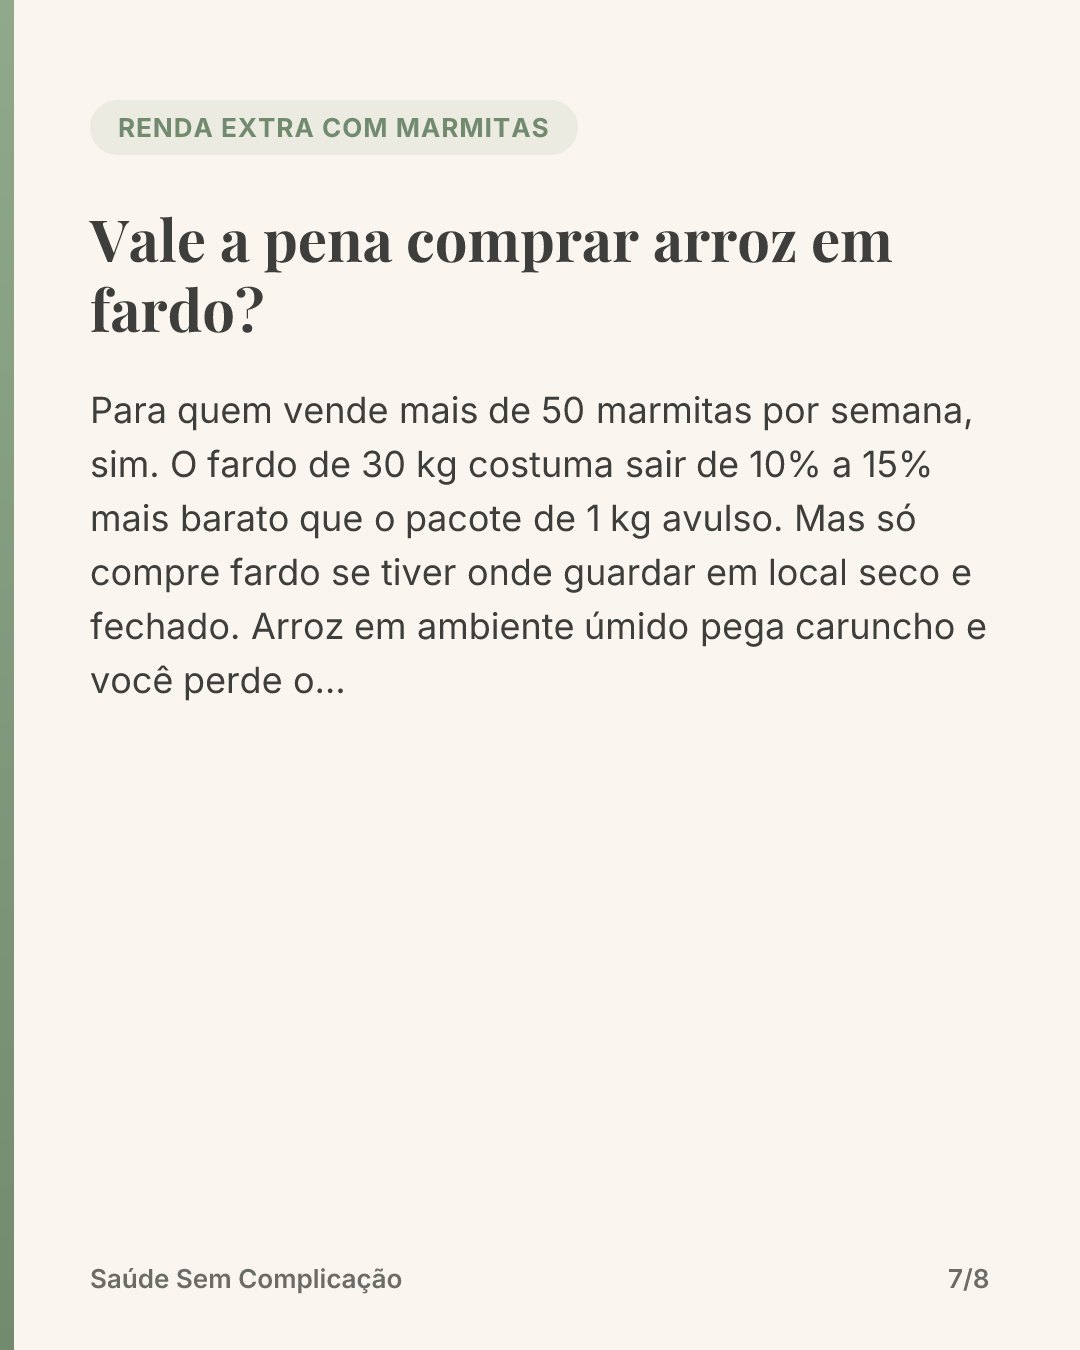 RENDA EXTRA COM MARMITAS
Vale a pena comprar arroz em
fardo?
Para quem vende mais de 50 marmitas por semana,
sim. O fardo de 30 kg costuma sair de 10% a 15%
mais barato que o pacote de 1 kg avulso. Mas só
compre fardo se tiver onde guardar em local seco e
fechado. Arroz em ambiente úmido pega caruncho e
você perde o...
Saúde Sem Complicação
7/8